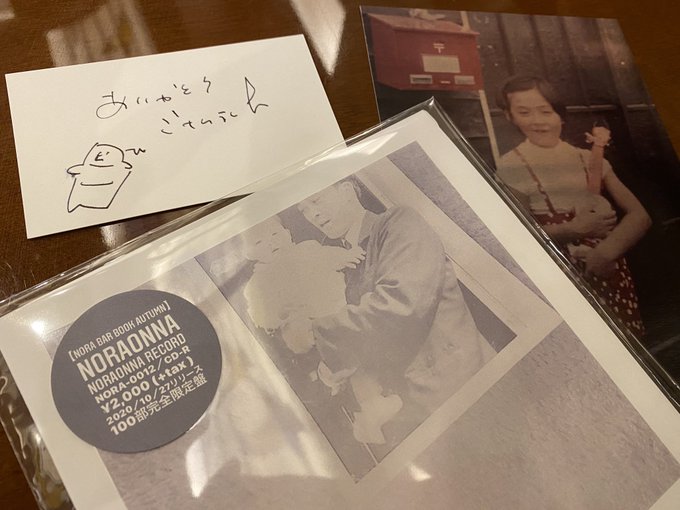 ありがとう
ございラしト
【NORA BAR BOOK AUTUMN】
NORAONNA
NORAONNA RECORD
NORA-0012/CD-R
¥2,000(+tax)
2020/10/27リリース
100部完全限定盤
〒